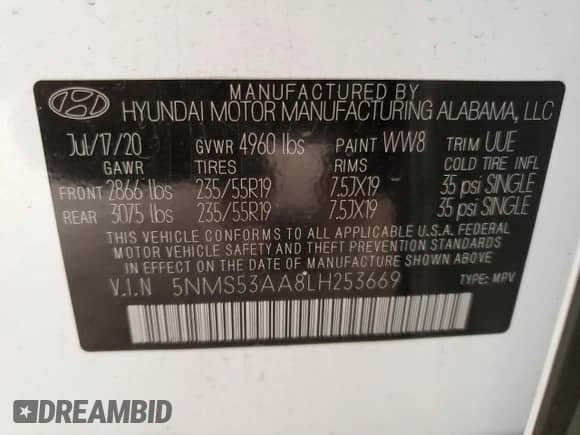 MANUFACTURED BY
HYUNDAI MOTOR MANUFACTURING ALABAMA, LLC
Jul/17/20 GVWR 4960 lbs PAINT WW8 TRIM UUE
GAWR TIRES RIMS COLD TIRE INFL
FRONT 2866 lbs 235/55R19 7.5JX19 35 psi SINGLE
REAR 3075 lbs 235/55R19 7.5JX19 35 psi SINGLE
THIS VEHICLE CONFORMS TO ALL APPLICABLE U.S.A. FEDERAL
MOTOR VEHICLE SAFETY AND THEFT PREVENTION STANDARDS
IN EFFECT ON THE DATE OF MANUFACTURE SHOWN ABOVE.
V.I.N 5NMS53AA8LH253669 TYPE: MPV
DREAMBID